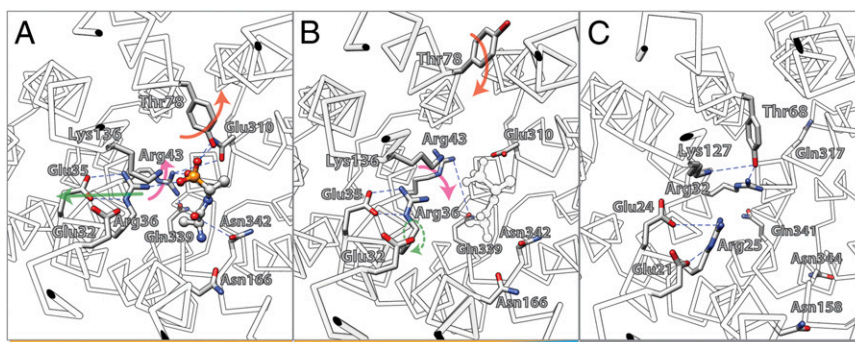 A
Thr78
Lys136
Arg43
Glu310
Glu35
Arg36
Glu32
Gln339
Asn342
Asn166
B
Thr78
Arg43
Glu310
Lys136
Glu35
Arg36
Gln339
Asn342
Glu32
Asn166
C
Thr68
Lys127
Gln317
Arg32
Glu24
Gln341
Arg25
Glu21
Asn344
Asn158